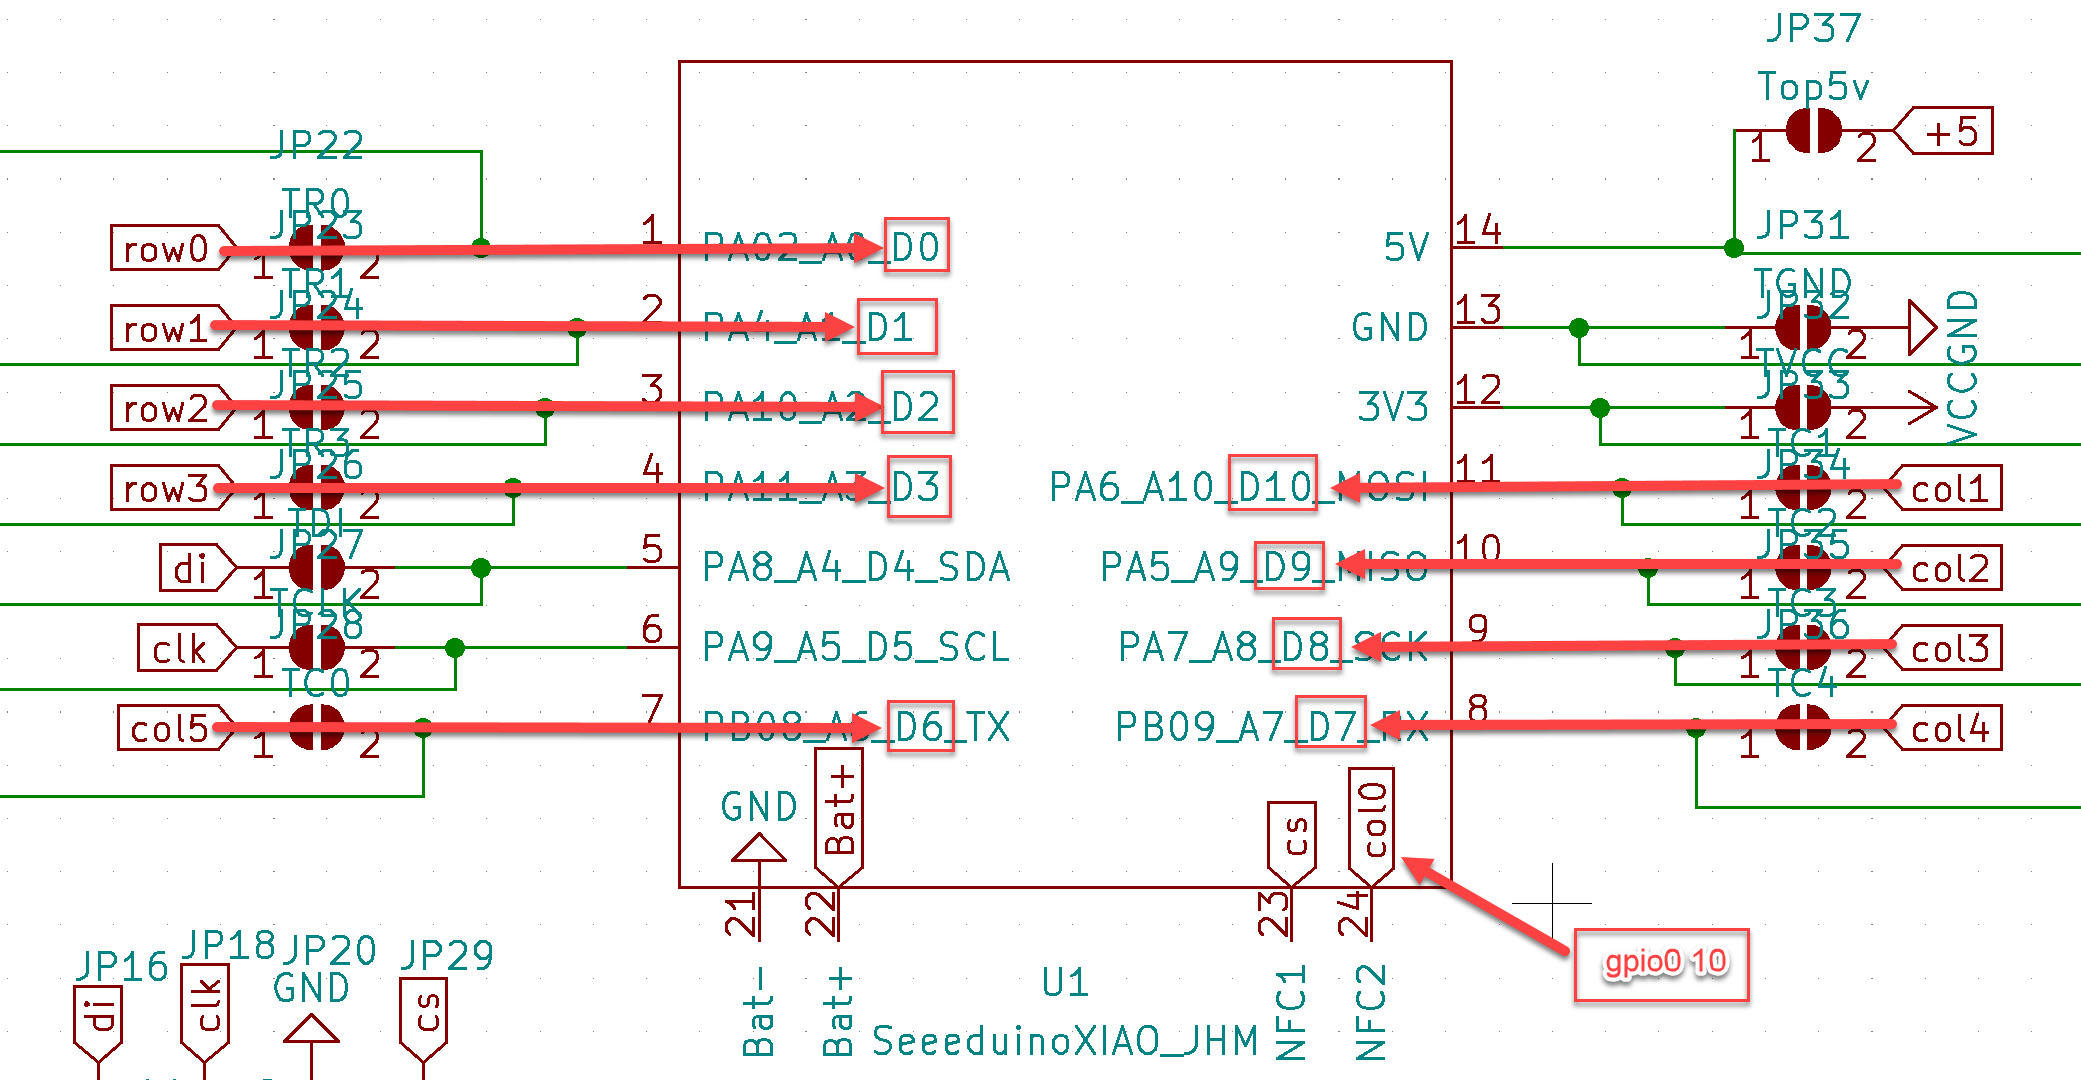 JP37
Top5v
1
2
+5
JP22
TR0
JP23
row0
1
2
1
PA02_A0_D0
5V
14
JP31
TR1
JP24
row1
1
2
2
PA4_A1_D1
GND
13
TGND
JP32
1
2
GND
TR2
JP25
row2
1
2
3
PA10_A2_D2
3V3
12
TVCC
JP33
1
2
VCC
TR3
JP26
row3
1
2
4
PA11_A3_D3
PA6_A10_D10_MOSI
11
TC1
JP34
1
2
col1
TDI
JP27
di
1
2
5
PA8_A4_D4_SDA
PA5_A9_D9_MISO
10
TC2
JP35
1
2
col2
TCLK
JP28
clk
1
2
6
PA9_A5_D5_SCL
PA7_A8_D8_SCK
9
TC3
JP36
1
2
col3
TC0
col5
1
2
7
PB08_A6_D6_TX
PB09_A7_D7_RX
8
TC4
1
2
col4
GND
Bat+
cs
col0
21
22
23
24
gpio0 10
Bat-
Bat+
U1
SeeeduinoXIAO_JHM
NFC1
NFC2
JP16
JP18
JP20
JP29
GND
di
clk
cs